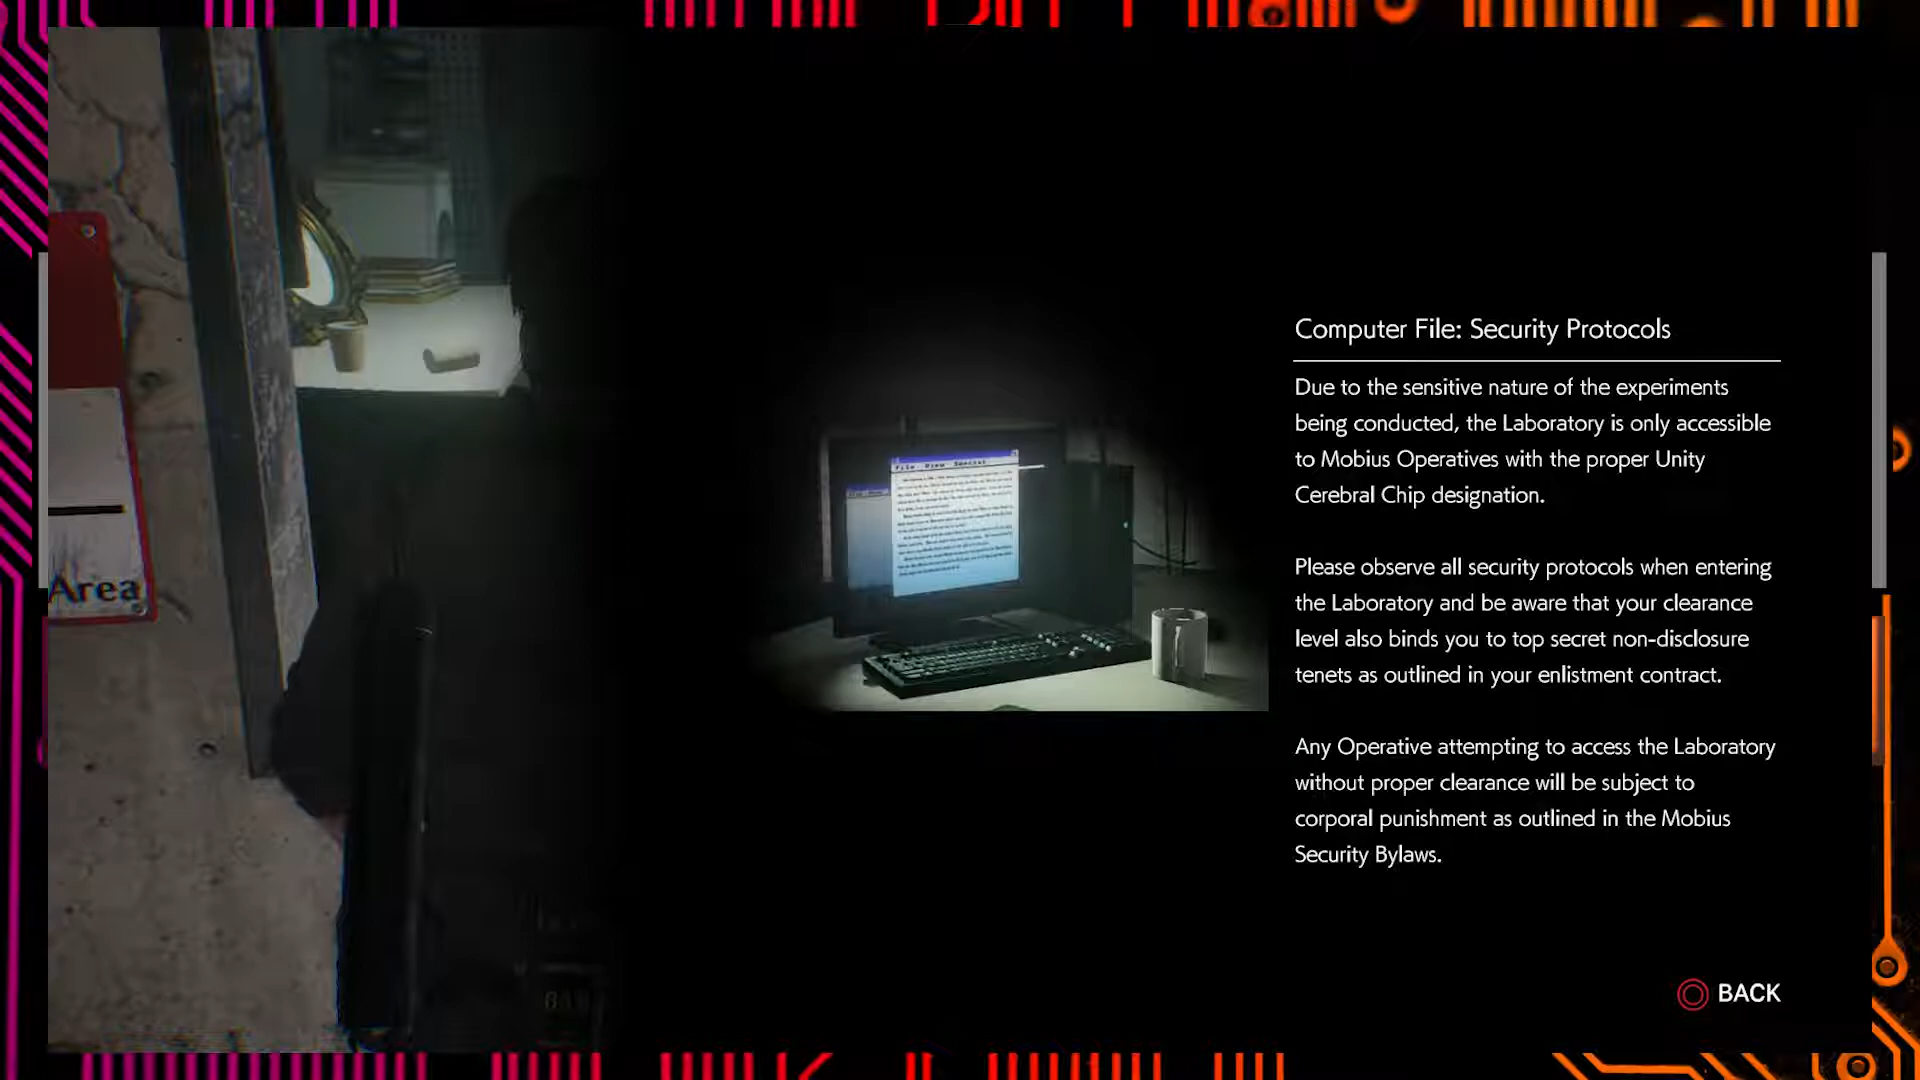 Area
File View Special
Computer File: Security Protocols
Due to the sensitive nature of the experiments
being conducted, the Laboratory is only accessible
to Mobius Operatives with the proper Unity
Cerebral Chip designation.
Please observe all security protocols when entering
the Laboratory and be aware that your clearance
level also binds you to top secret non-disclosure
tenets as outlined in your enlistment contract.
Any Operative attempting to access the Laboratory
without proper clearance will be subject to
corporal punishment as outlined in the Mobius
Security Bylaws.
BACK